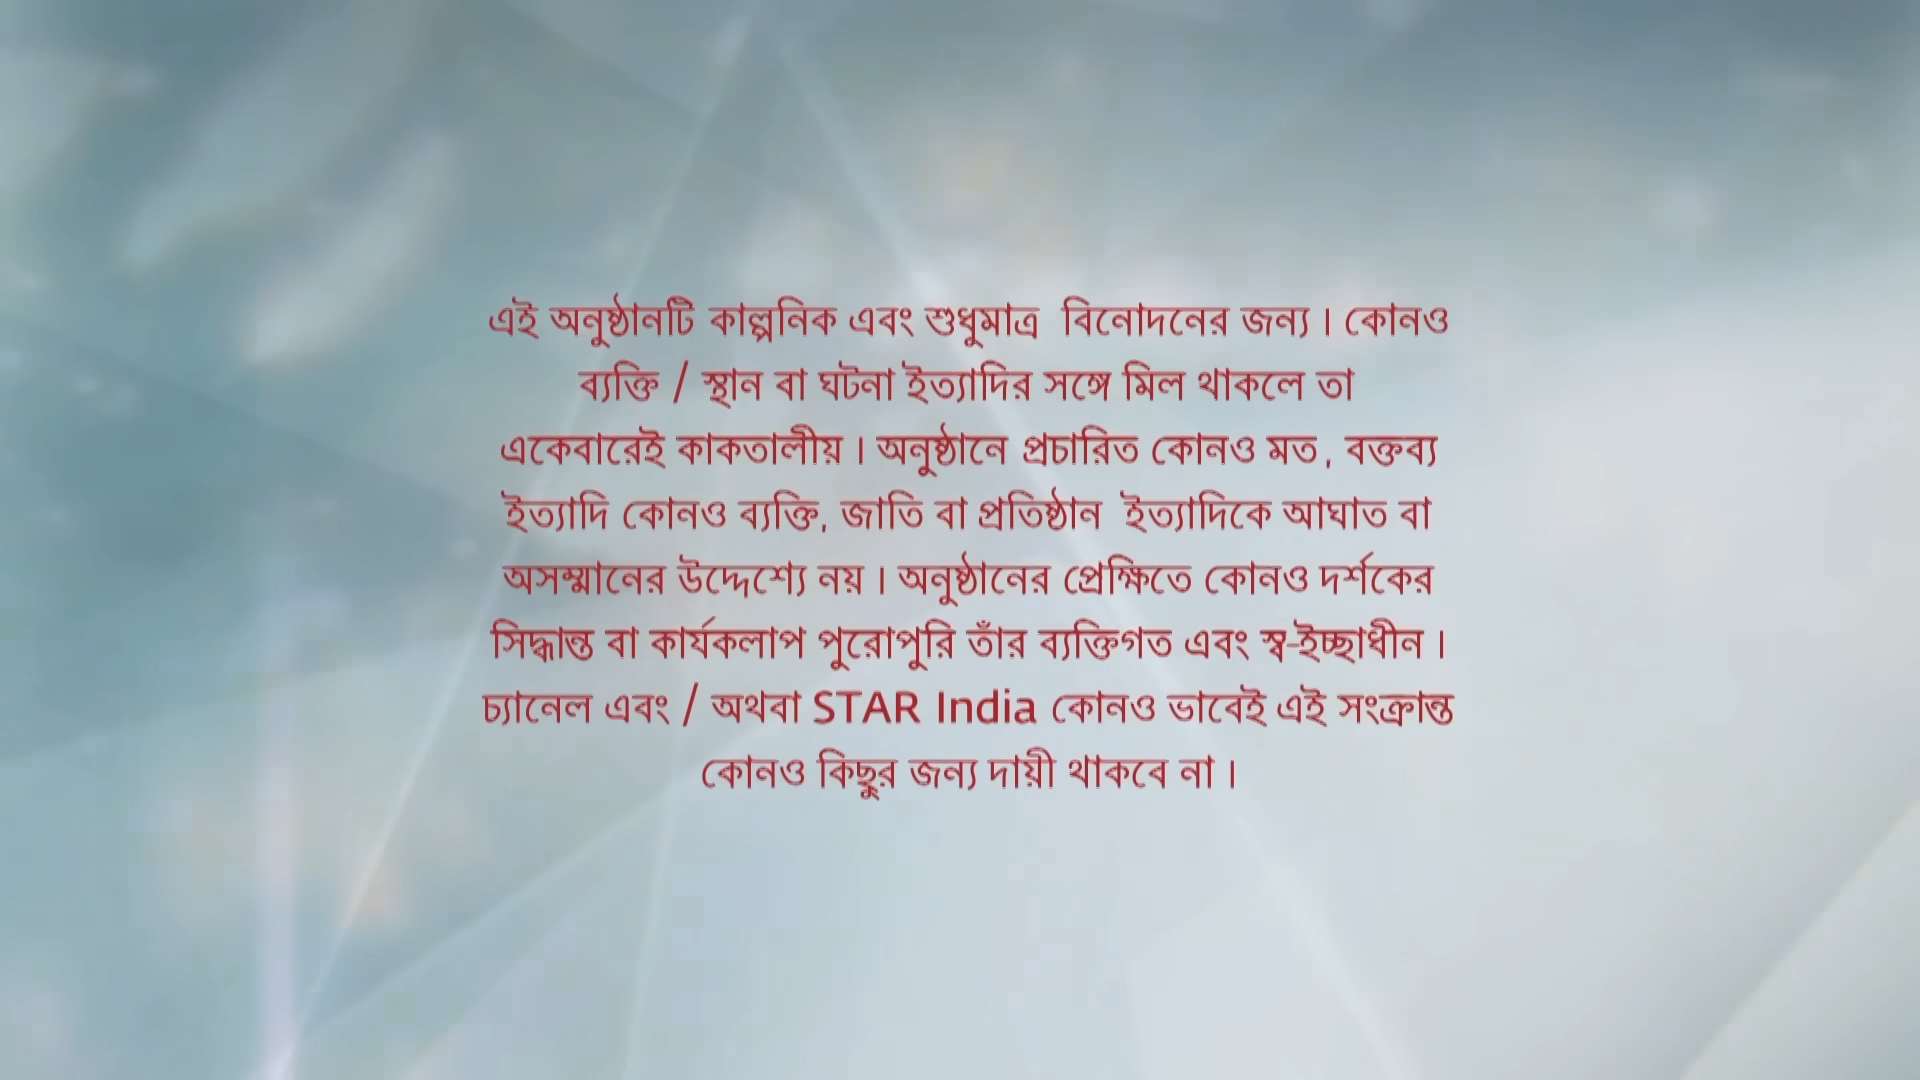 এই অনুষ্ঠানটি কাল্পনিক এবং শুধুমাত্র বিনোদনের জন্য । কোনও
ব্যক্তি / স্থান বা ঘটনা ইত্যাদির সঙ্গে মিল থাকলে তা
একেবারেই কাকতালীয় । অনুষ্ঠানে প্রচারিত কোনও মত , বক্তব্য
ইত্যাদি কোনও ব্যক্তি, জাতি বা প্রতিষ্ঠান ইত্যাদিকে আঘাত বা
অসম্মানের উদ্দেশ্যে নয় । অনুষ্ঠানের প্রেক্ষিতে কোনও দর্শকের
সিদ্ধান্ত বা কার্যকলাপ পুরোপুরি তাঁর ব্যক্তিগত এবং স্ব-ইচ্ছাধীন ।
চ্যানেল এবং / অথবা STAR India কোনও ভাবেই এই সংক্রান্ত
কোনও কিছুর জন্য দায়ী থাকবে না ।